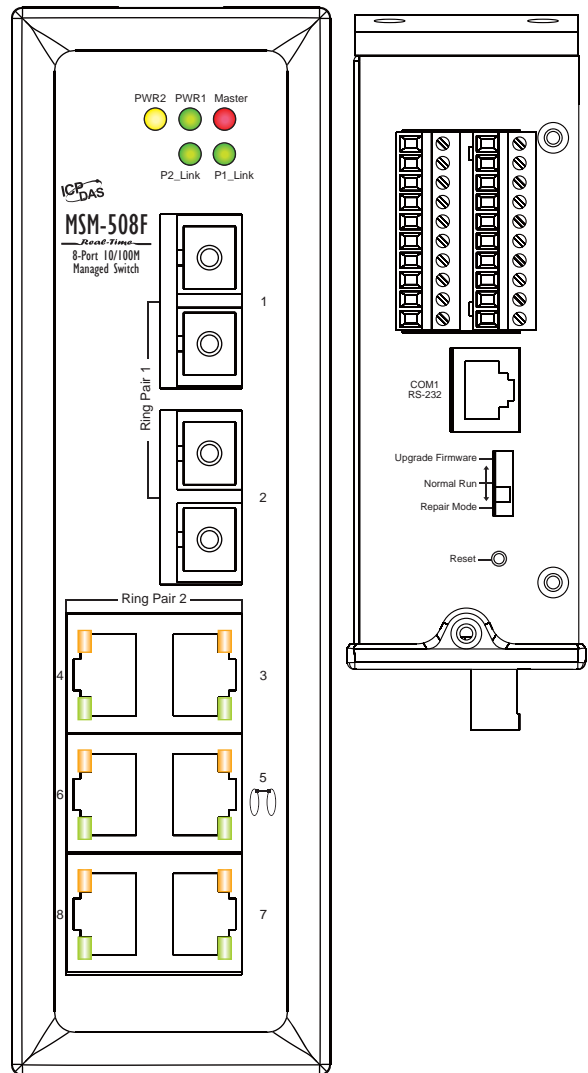 PWR2 PWR1 Master
P2_Link P1_Link
ICP DAS
MSM-508F
Real-Time
8-Port 10/100M
Managed Switch
Ring Pair 1
1
2
Ring Pair 2
4 3
6 5
8 7
COM1
RS-232
Upgrade Firmware
Normal Run
Repair Mode
Reset